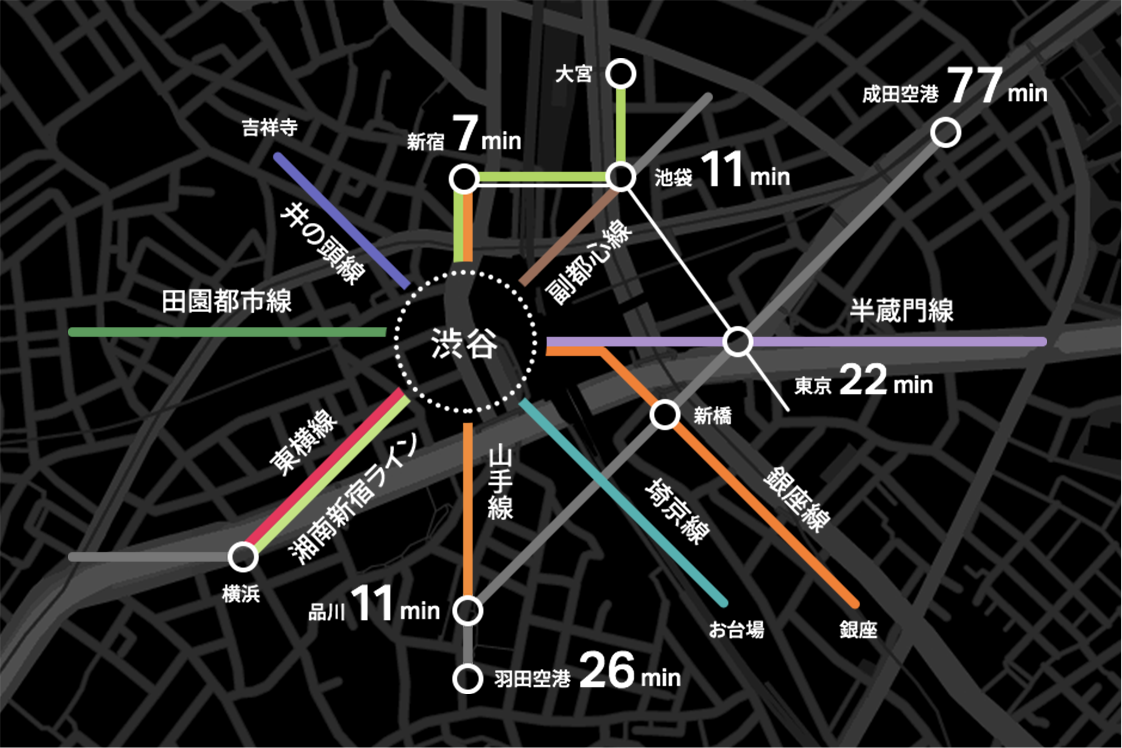 大宮
成田空港 77 min
吉祥寺
新宿 7 min
池袋 11 min
井の頭線
副都心線
田園都市線
半蔵門線
渋谷
東京 22 min
新橋
東横線
湘南新宿ライン
山手線
埼京線
銀座線
横浜
品川 11 min
お台場
銀座
羽田空港 26 min